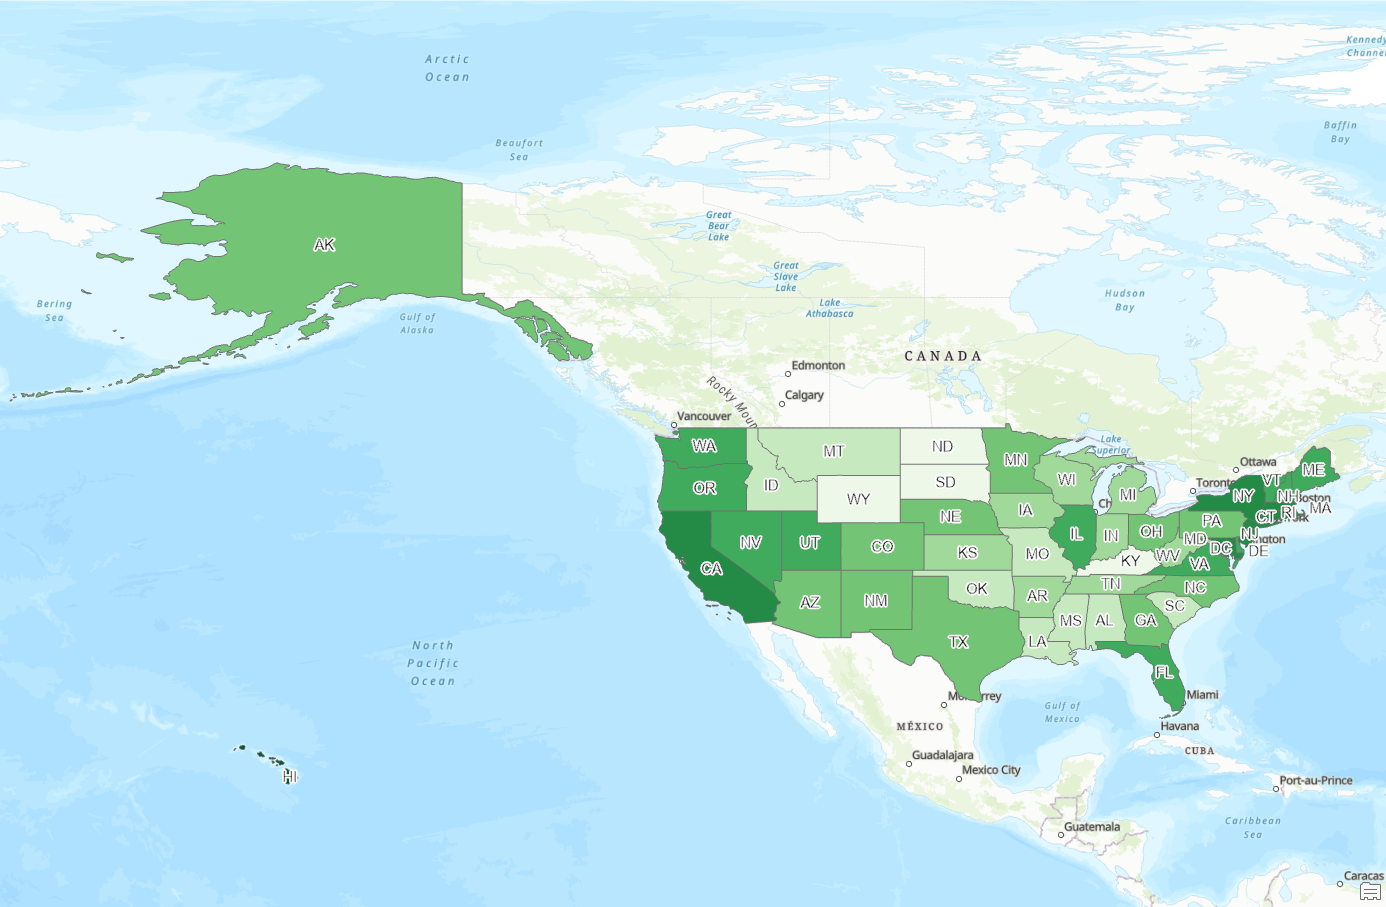 Arctic
Ocean
Kennedy
Channel
Baffin
Bay
Beaufort
Sea
Great
Bear
Lake
AK
Great
Slave
Lake
Hudson
Bay
Bering
Sea
Gulf of
Alaska
Lake
Athabasca
CANADA
Edmonton
Calgary
Rocky Moun
Vancouver
WA
MT
ND
MN
Lake
Superior
Ottawa
ME
VT
Toronto
OR
ID
SD
WI
MI
NY
NH
Boston
WY
IA
Ch
CT
RI
MA
York
NE
PA
NV
UT
CO
IL
IN
OH
NJ
MD
ington
DC
DE
CA
KS
MO
KY
WV
VA
AZ
NM
OK
AR
TN
NC
SC
MS
AL
GA
TX
LA
North
Pacific
Ocean
FL
Monterrey
Miami
Gulf of
Mexico
MÉXICO
Havana
CUBA
Guadalajara
Mexico City
HI
Port-au-Prince
Guatemala
Caribbean
Sea
Caracas